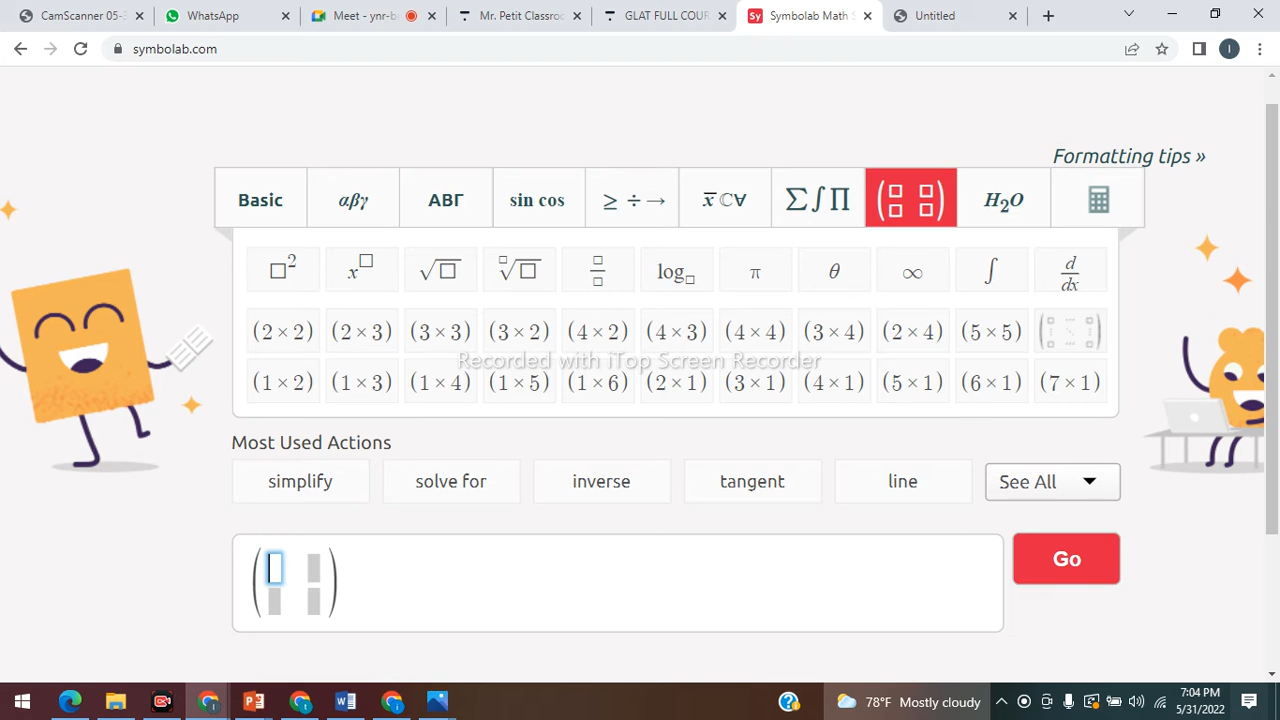 CamScanner 05-3
WhatsApp
Meet - ynr-b
Mr. Petit Classroo
GLAT FULL COUR
Symbolab Math S
Untitled
symbolab.com
Formatting tips »
Basic
αβγ
ΑΒΓ
sin cos
≥ ÷ →
x̅ ℂ∀
∑ ∫ ∏
(□ □ □ □)
H₂O
□²
x^□
√□
□√□
□/□
log□
π
θ
∞
∫
d/dx
(2 × 2) (2 × 3) (3 × 3) (3 × 2) (4 × 2) (4 × 3) (4 × 4) (3 × 4) (2 × 4) (5 × 5)
Recorded with iTop Screen Recorder
(1 × 2) (1 × 3) (1 × 4) (1 × 5) (1 × 6) (2 × 1) (3 × 1) (4 × 1) (5 × 1) (6 × 1) (7 × 1)
Most Used Actions
simplify
solve for
inverse
tangent
line
See All
Go
78°F Mostly cloudy
7:04 PM
5/31/2022